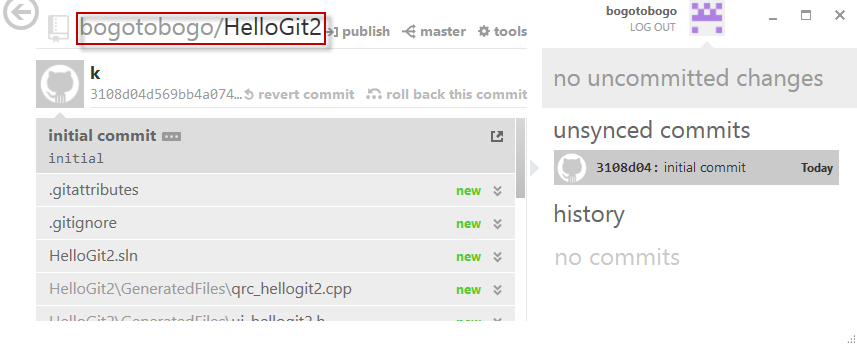 bogotobogo/HelloGit2 publish master tools
k
3108d04d569bb4a074... revert commit roll back this commit
initial commit
initial
.gitattributes new
.gitignore new
HelloGit2.sln new
HelloGit2\GeneratedFiles\qrc_hellogit2.cpp new
HelloGit2\GeneratedFiles\ui_hellogit2.h new
bogotobogo
LOG OUT
no uncommitted changes
unsynced commits
3108d04: initial commit Today
history
no commits